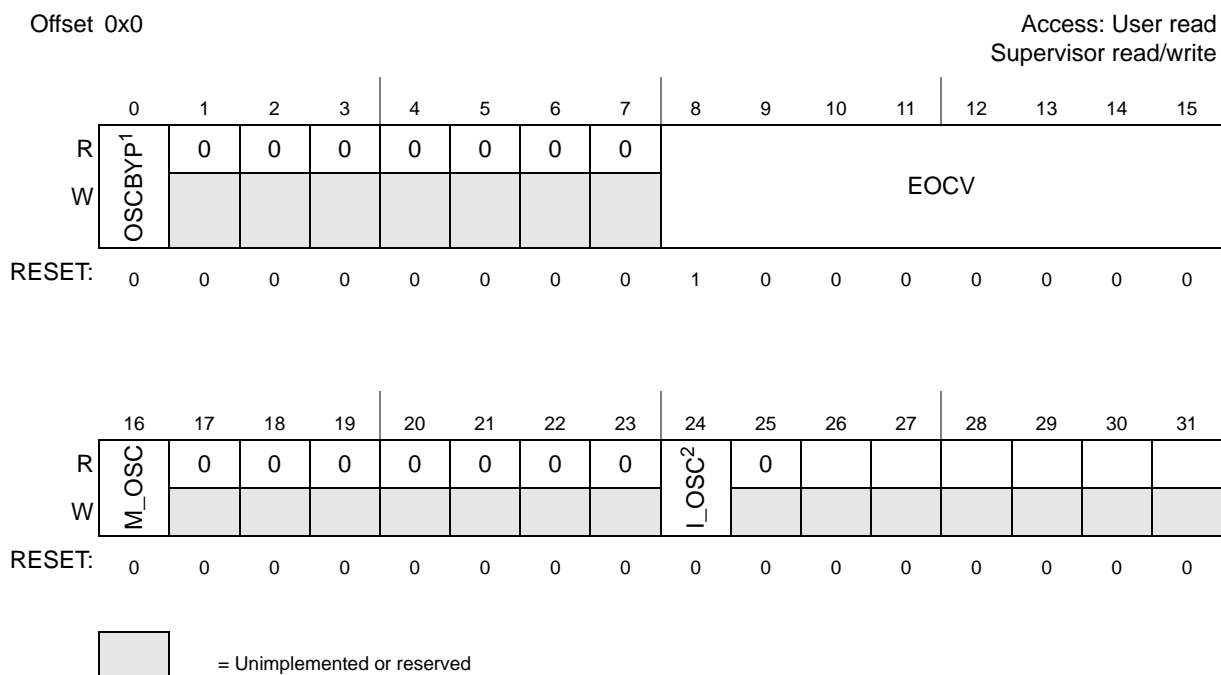 Offset 0x0
Access: User read
Supervisor read/write
0 1 2 3 4 5 6 7 8 9 10 11 12 13 14 15
R OSCBYP1 0 0 0 0 0 0 0 EOCV
W
RESET: 0 0 0 0 0 0 0 0 1 0 0 0 0 0 0 0
16 17 18 19 20 21 22 23 24 25 26 27 28 29 30 31
R M_OSC 0 0 0 0 0 0 0 I_OSC2 0
W
RESET: 0 0 0 0 0 0 0 0 0 0 0 0 0 0 0 0
= Unimplemented or reserved